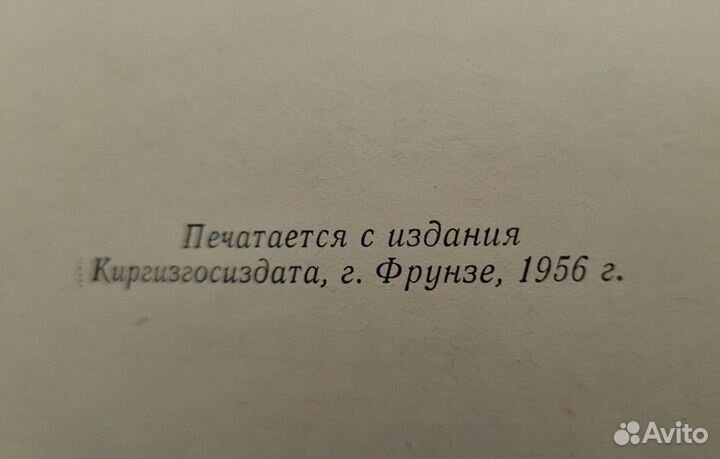 Печатается с издания
Киргизгосиздата, г. Фрунзе, 1956 г.
Avito